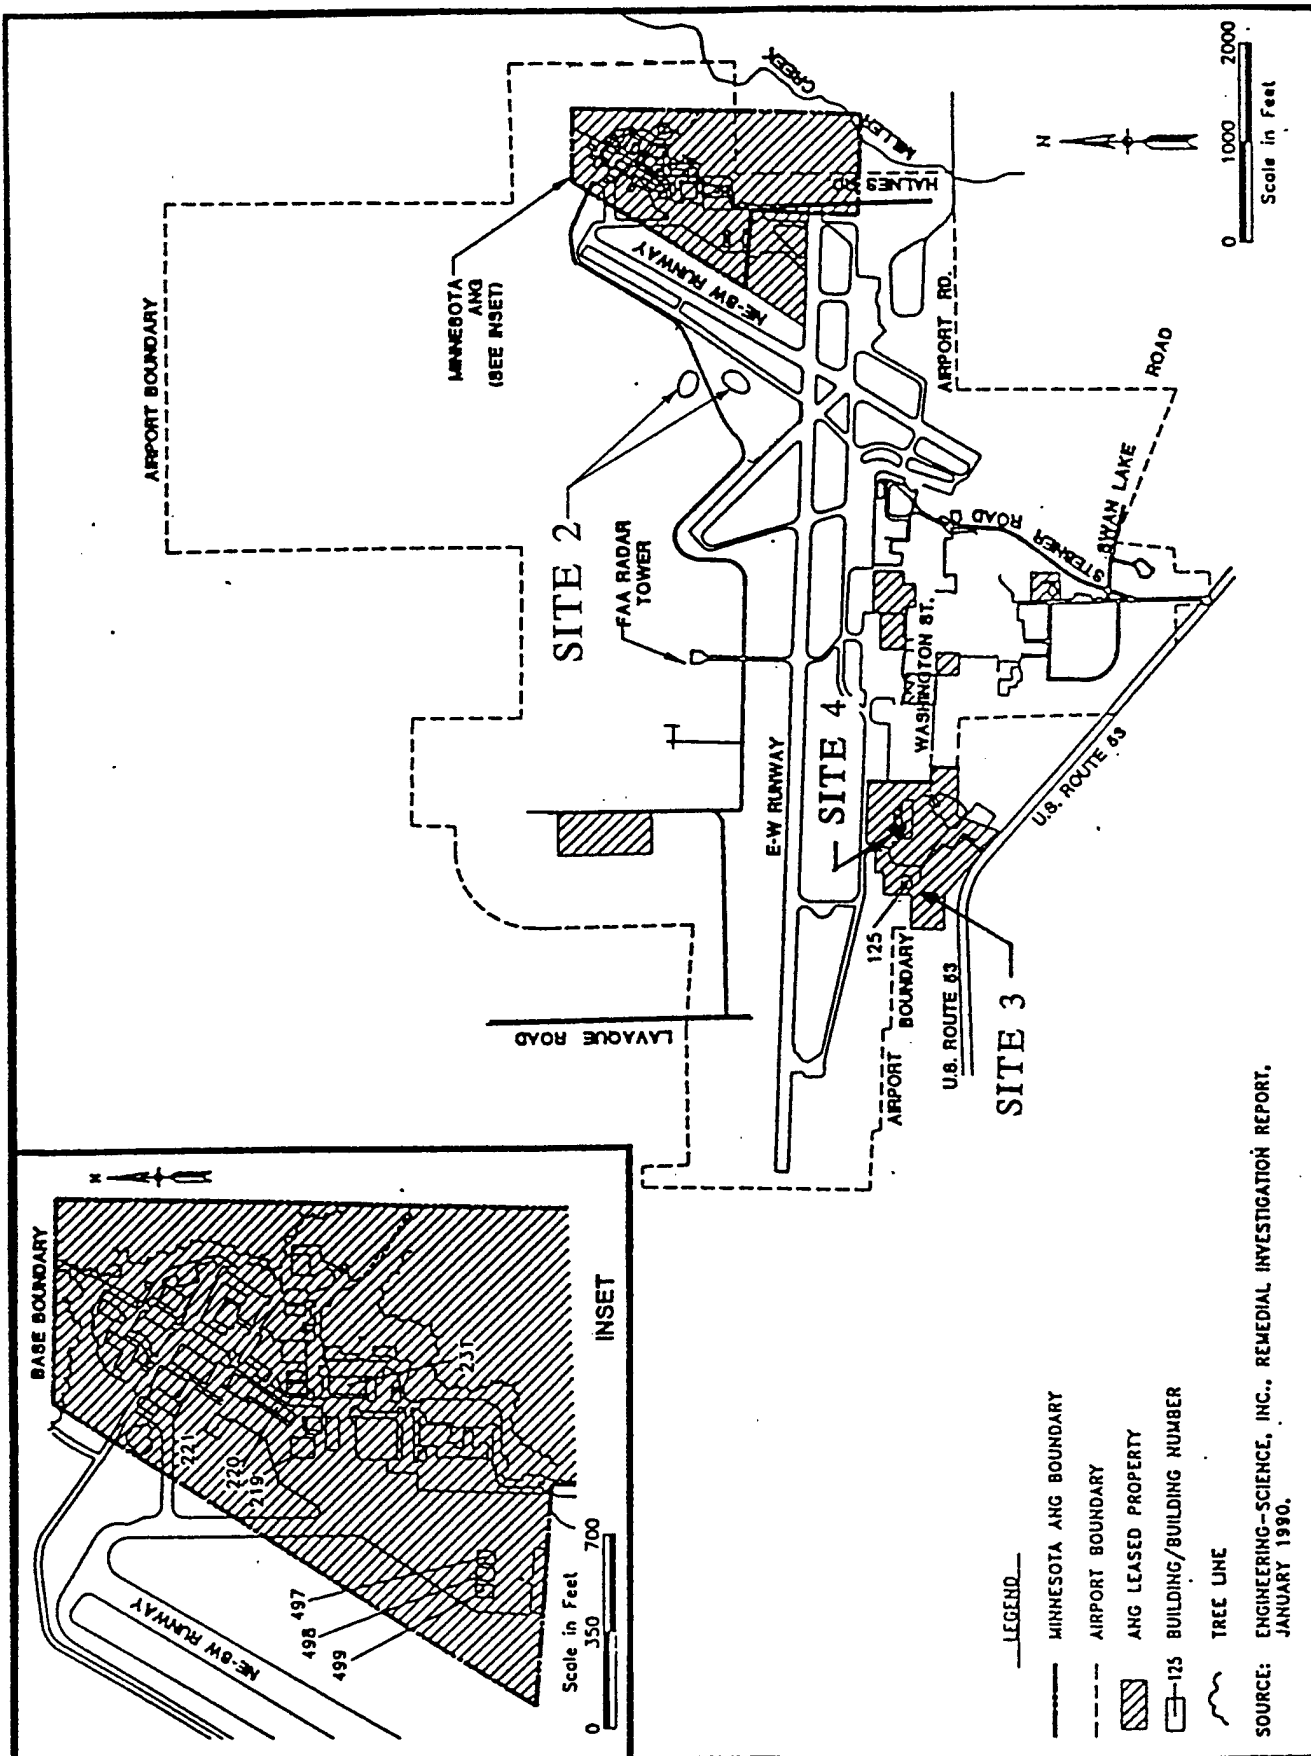 BASE BOUNDARY
N
NE-SW RUNWAY
221
220
219
231
497
498
499
0 350 700
Scale in Feet
INSET
AIRPORT BOUNDARY
MINNESOTA
ANG
(SEE INSET)
SITE 2
FAA RADAR
TOWER
NE-SW RUNWAY
CREEK
MILLER
HALNES RD
AIRPORT RD.
ROAD
SWAN LAKE
STEBNER ROAD
WASHINGTON ST.
E-W RUNWAY
SITE 4
U.S. ROUTE 53
LAVAQUE ROAD
125
AIRPORT
BOUNDARY
U.S. ROUTE 53
SITE 3
N
0 1000 2000
Scale in Feet
LEGEND
MINNESOTA ANG BOUNDARY
AIRPORT BOUNDARY
ANG LEASED PROPERTY
125 BUILDING/BUILDING NUMBER
TREE LINE
SOURCE: ENGINEERING-SCIENCE, INC., REMEDIAL INVESTIGATION REPORT,
JANUARY 1990.